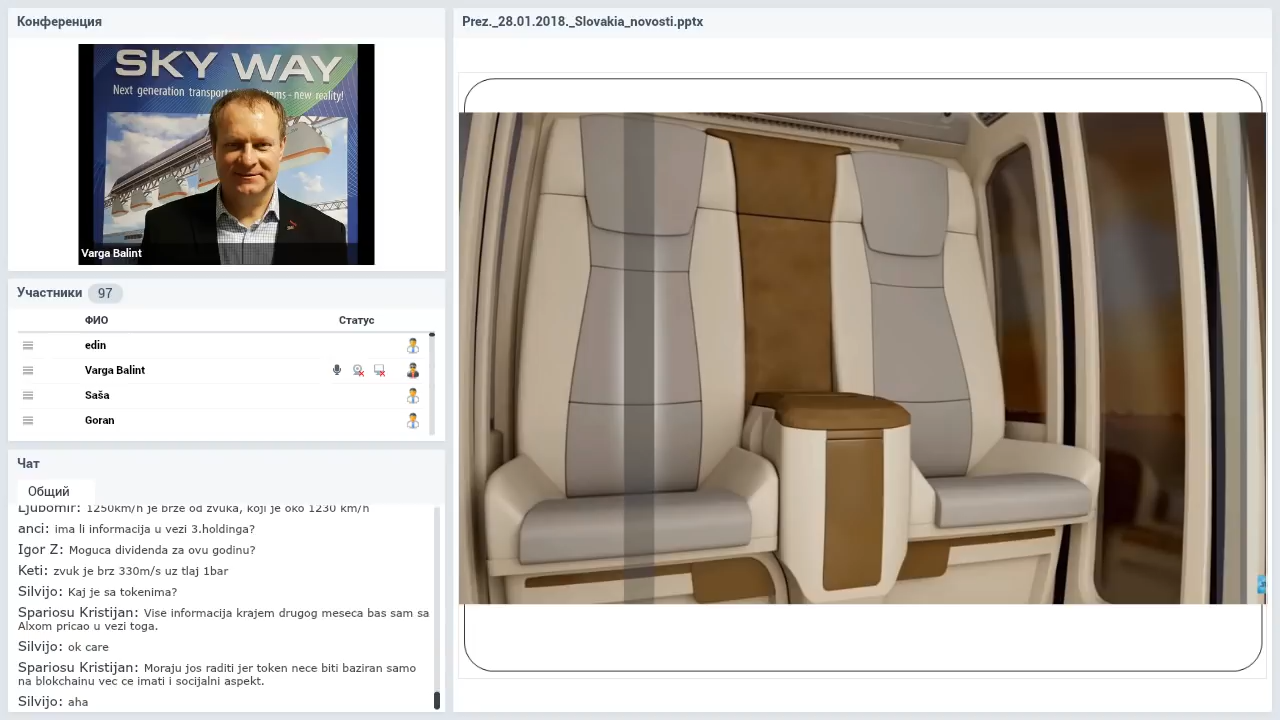 Конференция
SKY WAY
Next generation
new reality!
Varga Balint
Участники 97
ФИО Статус
edin
Varga Balint
Saša
Goran
Чат
Общий
Ljubomir: 1250km/h je brze od zvuka, koji je oko 1230 km/h
anci: ima li informacija u vezi 3.holdinga?
Igor Z: Moguca dividenda za ovu godinu?
Keti: zvuk je brz 330m/s uz tlaj 1bar
Silvijo: Kaj je sa tokenima?
Spariosu Kristijan: Vise informacija krajem drugog meseca bas sam sa
Alxom pricao u vezi toga.
Silvijo: ok care
Spariosu Kristijan: Moraju jos raditi jer token nece biti baziran samo
na blokchainu vec ce imati i socijalni aspekt.
Silvijo: aha
Prez._28.01.2018._Slovakia_novosti.pptx